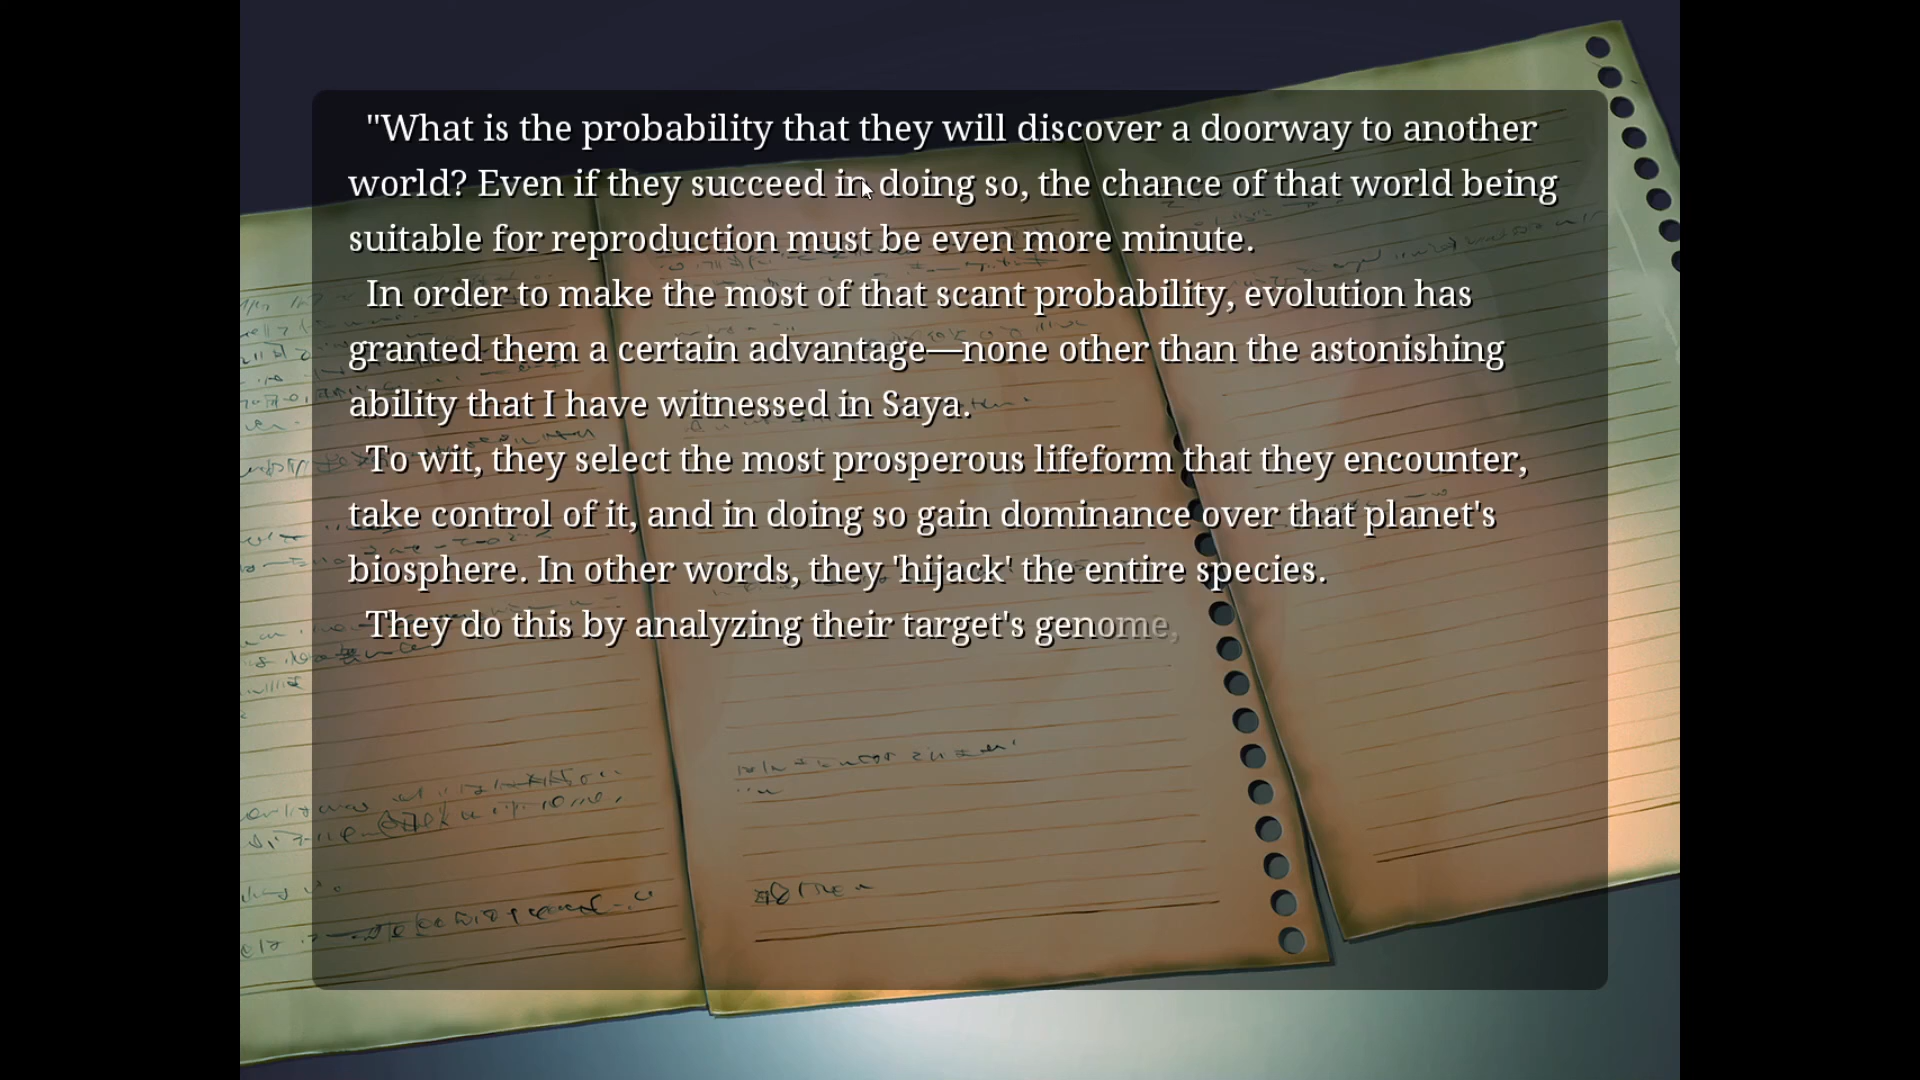 "What is the probability that they will discover a doorway to another
world? Even if they succeed in doing so, the chance of that world being
suitable for reproduction must be even more minute.
In order to make the most of that scant probability, evolution has
granted them a certain advantage—none other than the astonishing
ability that I have witnessed in Saya.
To wit, they select the most prosperous lifeform that they encounter,
take control of it, and in doing so gain dominance over that planet's
biosphere. In other words, they 'hijack' the entire species.
They do this by analyzing their target's genome,